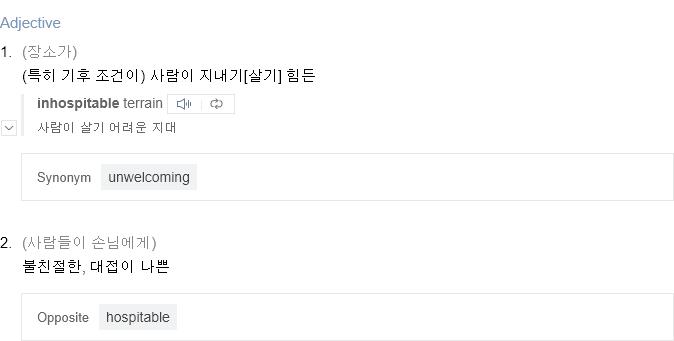 Adjective
1. (장소가)
(특히 기후 조건이) 사람이 지내기[살기] 힘든
inhospitable terrain
사람이 살기 어려운 지대
Synonym unwelcoming
2. (사람들이 손님에게)
불친절한, 대접이 나쁜
Opposite hospitable